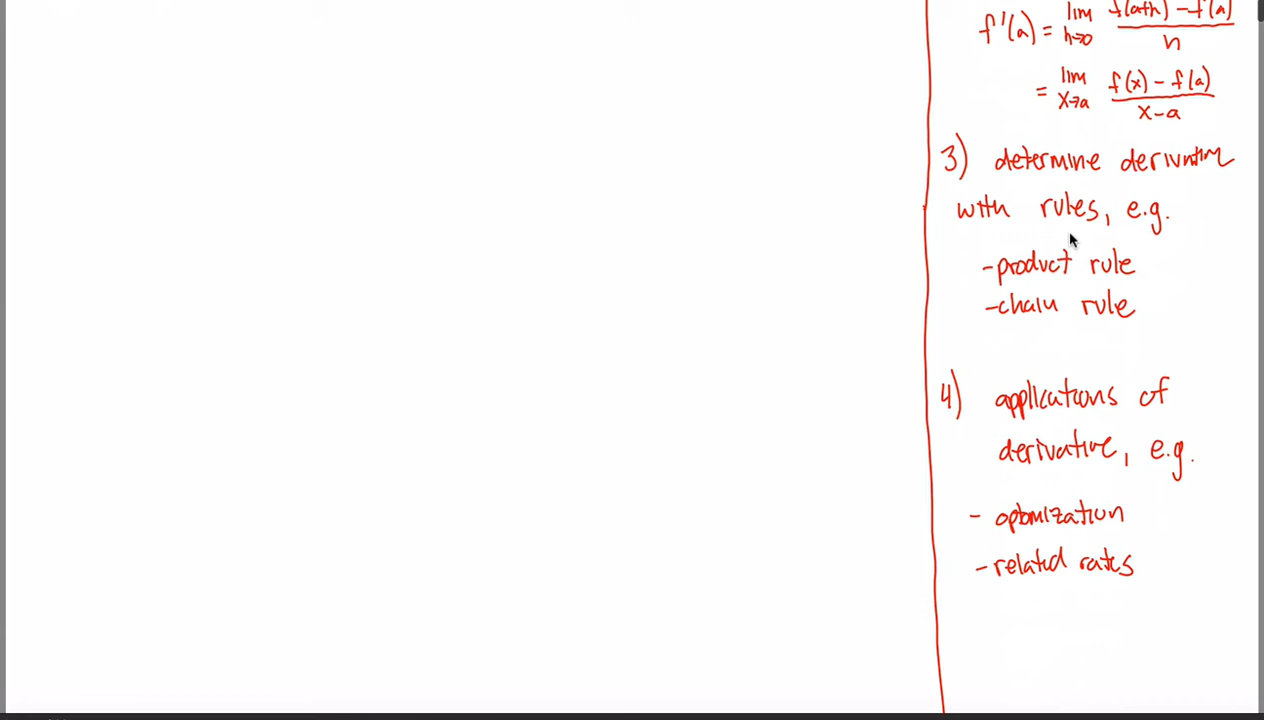 f'(a) = lim h→0 f(a+h) - f(a) / h
= lim x→a f(x) - f(a) / x-a
3) determine derivative
with rules, e.g.
- product rule
- chain rule
4) applications of
derivative, e.g.
- optimization
- related rates